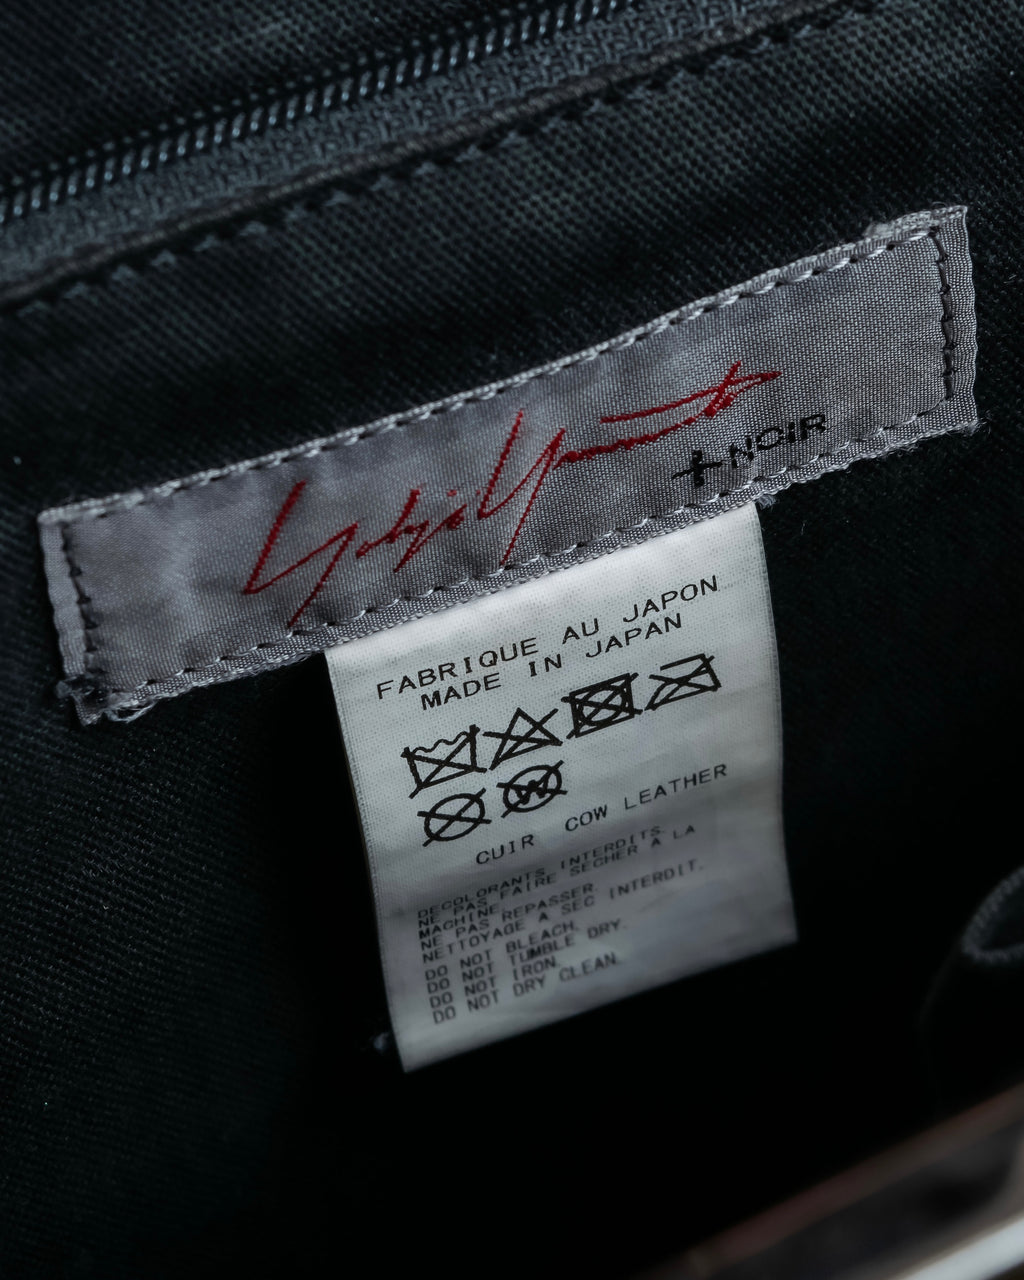 Yohji Yamamoto
+NOIR
FABRIQUE AU JAPON
MADE IN JAPAN
W
CUIR COW LEATHER
DECOLORANTS INTERDITS.
NE PAS FAIRE SECHER A LA
MACHINE.
NE PAS REPASSER.
NETTOYAGE A SEC INTERDIT.
DO NOT BLEACH.
DO NOT TUMBLE DRY.
DO NOT IRON.
DO NOT DRY CLEAN.